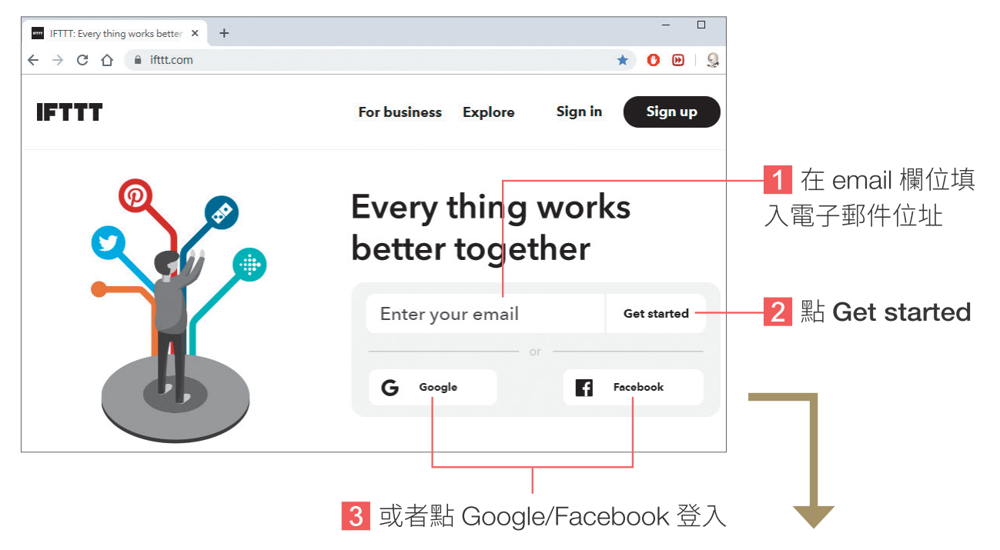 IFTTT: Every thing works better
ifttt.com
IFTTT
For business Explore Sign in Sign up
1 在 email 欄位填
入電子郵件位址
Every thing works
better together
Enter your email Get started
2 點 Get started
or
Google Facebook
3 或者點 Google/Facebook 登入